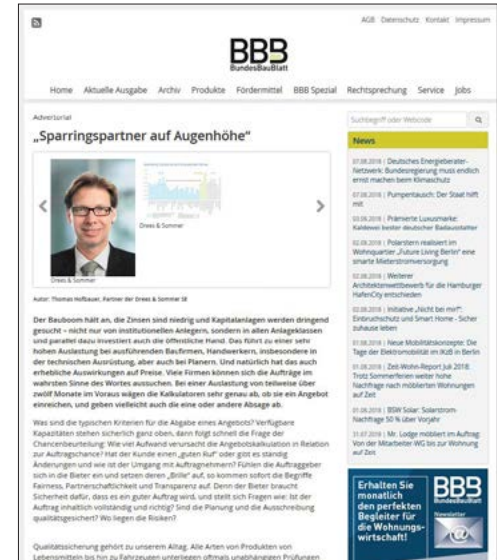 AGB Datenschutz Kontakt Impressum
BBB
BundesBauBlatt
Home Aktuelle Ausgabe Archiv Produkte Fördermittel BBB Spezial Rechtsprechung Service Jobs
Advertorial
„Sparringspartner auf Augenhöhe“
Drees & Sommer
Drees & Sommer
Autor: Thomas Hofbauer, Partner der Drees & Sommer SE
Der Bauboom hält an, die Zinsen sind niedrig und Kapitalanlagen werden dringend
gesucht – nicht nur von institutionellen Anlegern, sondern in allen Anlageklassen
und parallel dazu investiert auch die öffentliche Hand. Das führt zu einer sehr
hohen Auslastung bei ausführenden Baufirmen, Handwerkern, insbesondere in
der technischen Ausrüstung, aber auch bei Planern. Und natürlich hat das auch
erhebliche Auswirkungen auf Preise. Viele Firmen können sich die Aufträge im
wahrsten Sinne des Wortes aussuchen. Bei einer Auslastung von teilweise über
zwölf Monate im Voraus wägen die Kalkulatoren sehr genau ab, ob sie ein Angebot
einreichen, und geben vielleicht auch die eine oder andere Absage ab.
Was sind die typischen Kriterien für die Abgabe eines Angebots? Verfügbare
Kapazitäten stehen sicherlich ganz oben, dann folgt schnell die Frage der
Chancenbeurteilung: Wie viel Aufwand verursacht die Angebotskalkulation in Relation
zur Auftragschance? Hat der Kunde einen „guten Ruf“ oder gibt es ständig
Änderungen und wie ist der Umgang mit Auftragnehmern? Fühlen die Auftraggeber
sich in die Bieter ein und setzen deren „Brille“ auf, so kommen sofort die Begriffe
Fairness, Partnerschaftlichkeit und Transparenz auf. Denn der Bieter braucht
Sicherheit dafür, dass es ein guter Auftrag wird, und stellt sich Fragen wie: Ist der
Auftrag inhaltlich vollständig und richtig? Sind die Planung und die Ausschreibung
qualitätsgesichert? Wo liegen die Risiken?
Qualitätssicherung gehört zu unserem Alltag. Alle Arten von Produkten von
Lebensmitteln bis hin zu Fahrzeugen unterliegen oftmals unabhängigen Prüfungen
Suchbegriff oder Webcode
News
07.08.2018 | Deutsches Energieberater-
Netzwerk: Bundesregierung muss endlich
ernst machen beim Klimaschutz
07.08.2018 | Pumpentausch: Der Staat hilft
mit
03.08.2018 | Prämierte Luxusmarke:
Kaldewei bester deutscher Badausstatter
02.08.2018 | Polarstern realisiert im
Wohnquartier „Future Living Berlin“ eine
smarte Mieterstromversorgung
02.08.2018 | Weiterer
Architektenwettbewerb für die Hamburger
HafenCity entschieden
02.08.2018 | Initiative „Nicht bei mir!“:
Einbruchschutz und Smart Home - Sicher
zuhause leben
01.08.2018 | Neue Mobilitätskonzepte: Die
Tage der Elektromobilität im IKzB in Berlin
01.08.2018 | Zeit-Wohn-Report Juli 2018:
Trotz Sommerferien weiter hohe
Nachfrage nach möblierten Wohnungen
auf Zeit
01.08.2018 | BSW Solar: Solarstrom-
Nachfrage 50 % über Vorjahr
31.07.2018 | Mr. Lodge möbliert im Auftrag:
Von der Mitarbeiter-WG bis zur Wohnung
auf Zeit
Erhalten Sie
monatlich
den perfekten
Begleiter für
die Wohnungs-
wirtschaft!
BBB
BundesBauBlatt
Newsletter